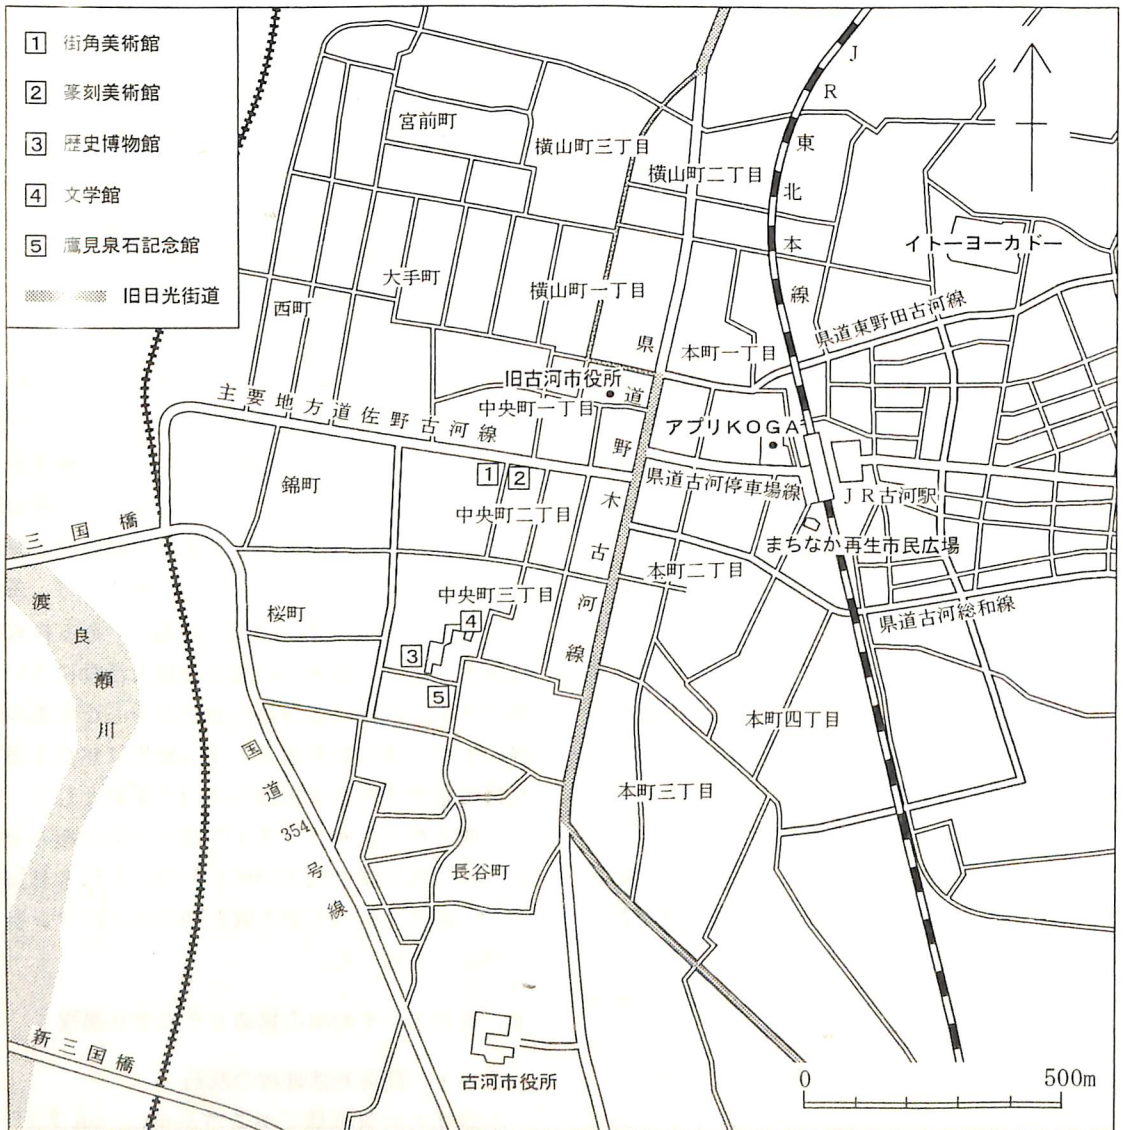 1 街角美術館
2 篆刻美術館
3 歴史博物館
4 文学館
5 鷹見泉石記念館
旧日光街道
JR東北本線
宮前町
横山町三丁目
横山町二丁目
イトーヨーカドー
大手町
横山町一丁目
西町
県道東野田古河線
本町一丁目
県道野木古河線
旧古河市役所
主要地方道佐野古河線
中央町一丁目
アプリKOGA
錦町
1
2
県道古河停車場線
JR古河駅
中央町二丁目
三国橋
まちなか再生市民広場
本町二丁目
渡良瀬川
桜町
中央町三丁目
4
県道古河総和線
3
5
本町四丁目
国道354号線
本町三丁目
長谷町
新三国橋
古河市役所
0 500m